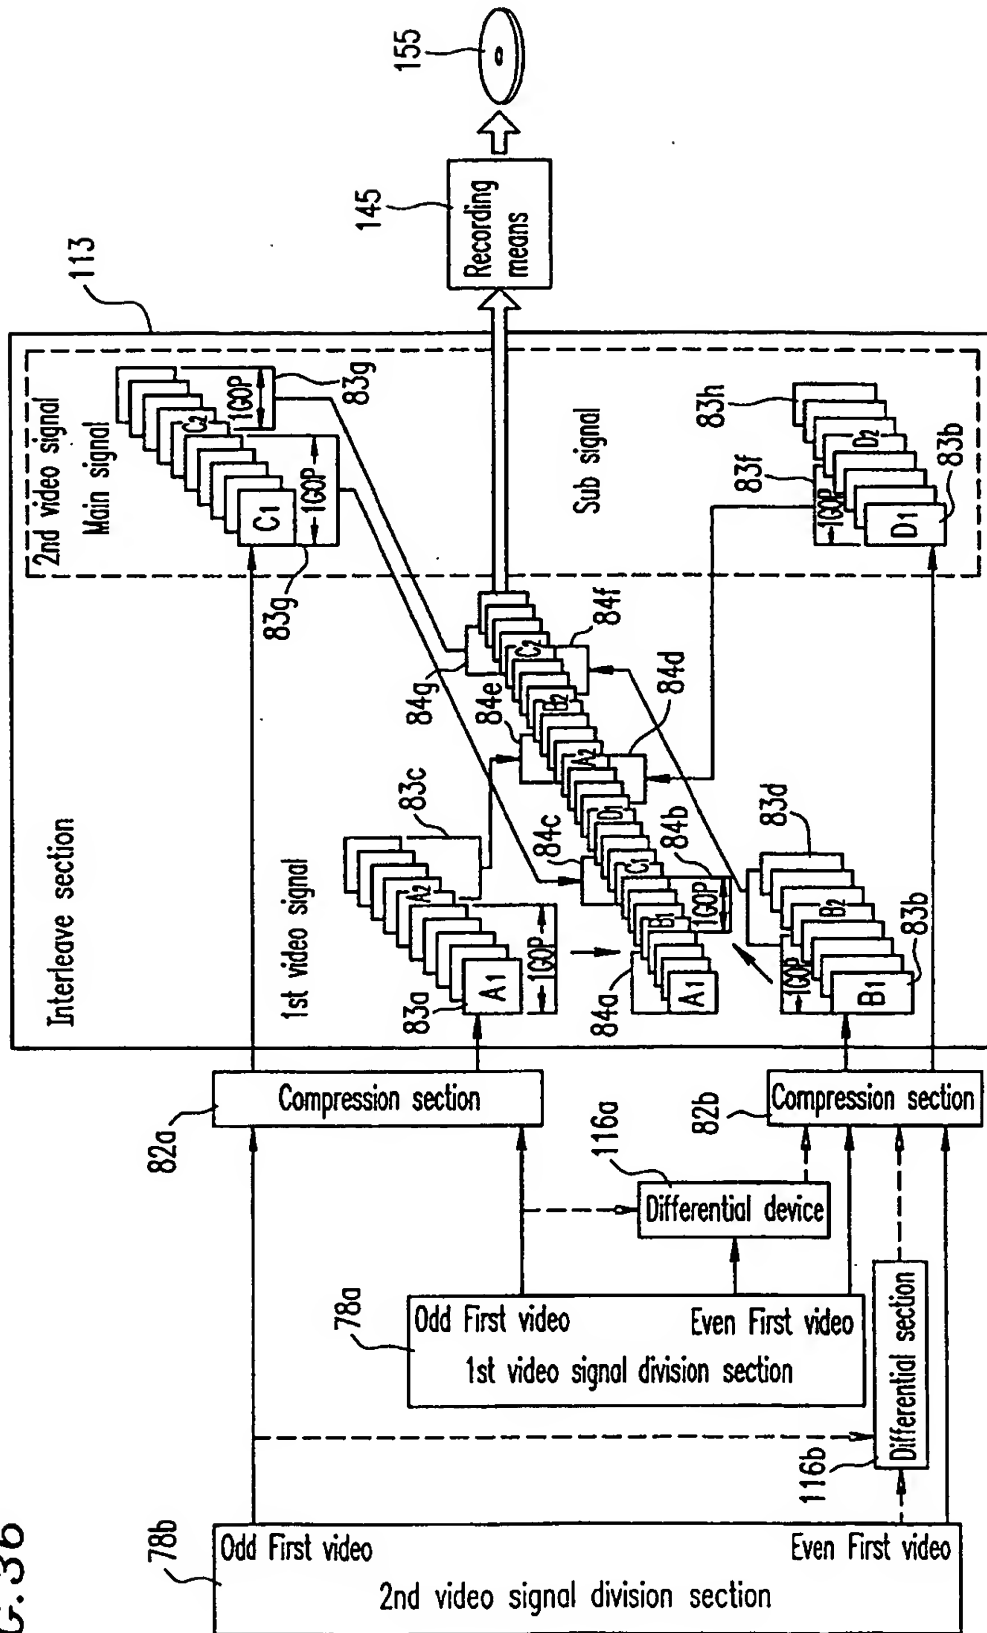 G. 36
155
145
Recording
means
113
2nd video signal
Main signal
C2
1GOP
83g
C1
1GOP
83g
Sub signal
83h
D2
83f
1GOP
D1
83b
Interleave section
1st video signal
83c
A2
83a
A1
1GOP
84g
84e
84c
84a
C2
B2
A2
D1
C1
B1
A1
84f
84d
84b
1GOP
83d
B2
1GOP
B1
83b
Compression section
82a
Compression section
82b
116a
Differential device
78a
Odd First video
Even First video
1st video signal division section
Differential section
116b
78b
Odd First video
Even First video
2nd video signal division section